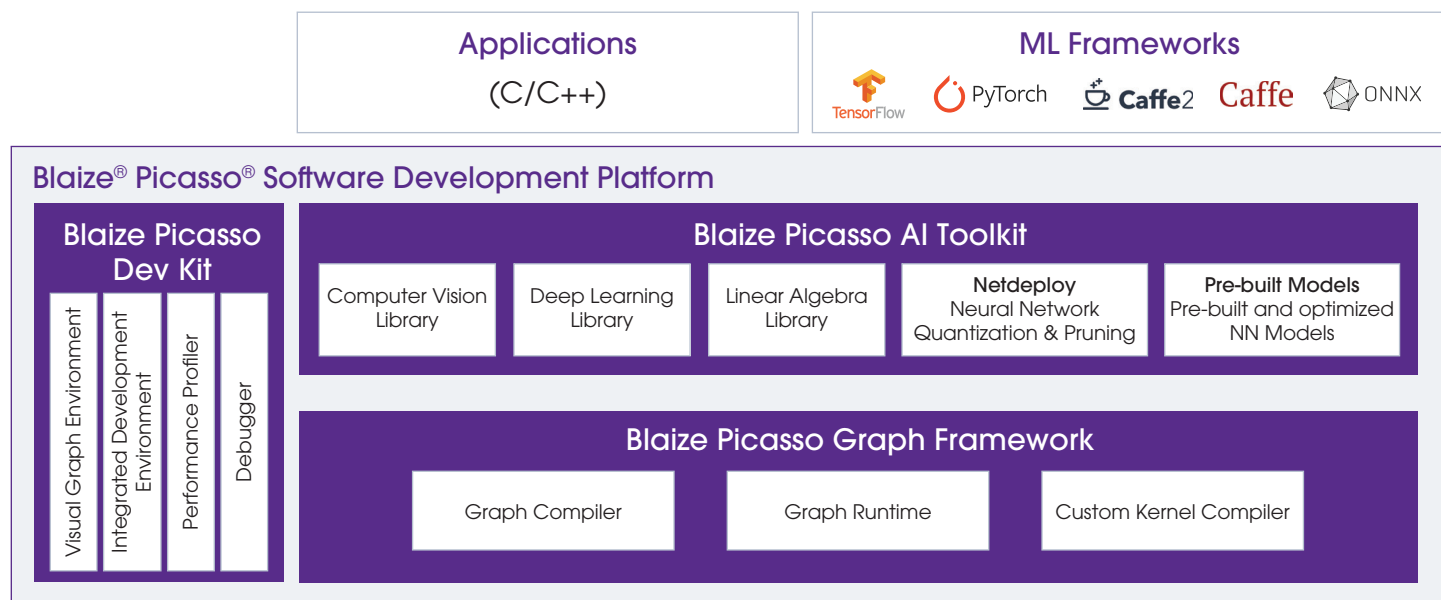 Applications
(C/C++)
ML Frameworks
TensorFlow
PyTorch
Caffe2
Caffe
ONNX
Blaize® Picasso® Software Development Platform
Blaize Picasso
Dev Kit
Visual Graph Environment
Integrated Development
Environment
Performance Profiler
Debugger
Blaize Picasso AI Toolkit
Computer Vision
Library
Deep Learning
Library
Linear Algebra
Library
Netdeploy
Neural Network
Quantization & Pruning
Pre-built Models
Pre-built and optimized
NN Models
Blaize Picasso Graph Framework
Graph Compiler
Graph Runtime
Custom Kernel Compiler